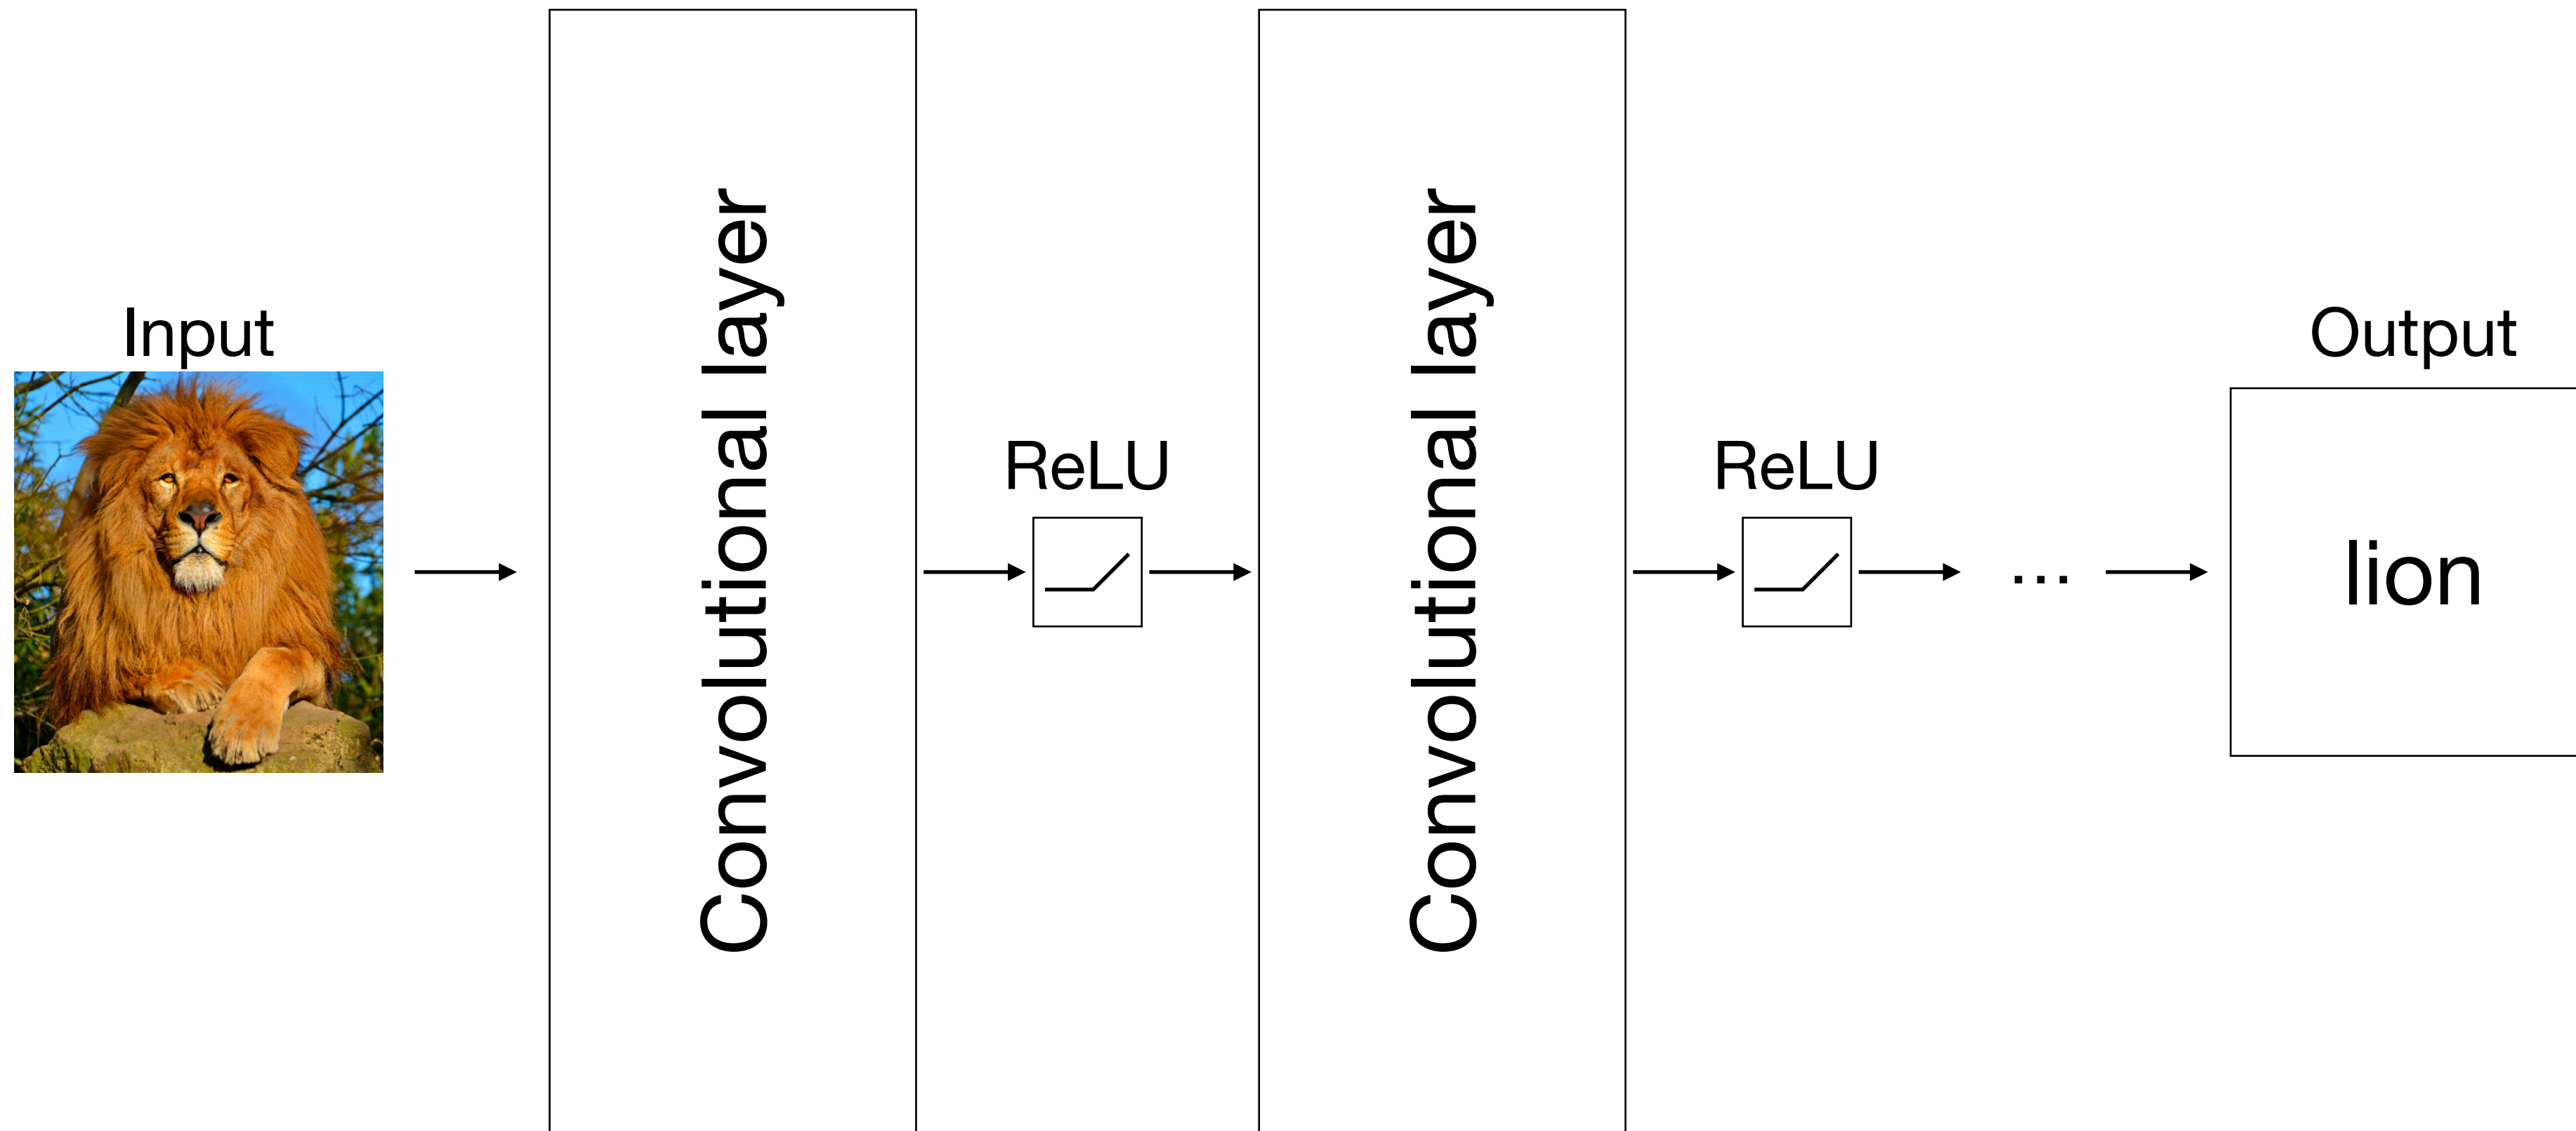 Input
Convolutional layer
ReLU
Convolutional layer
ReLU
...
Output
lion